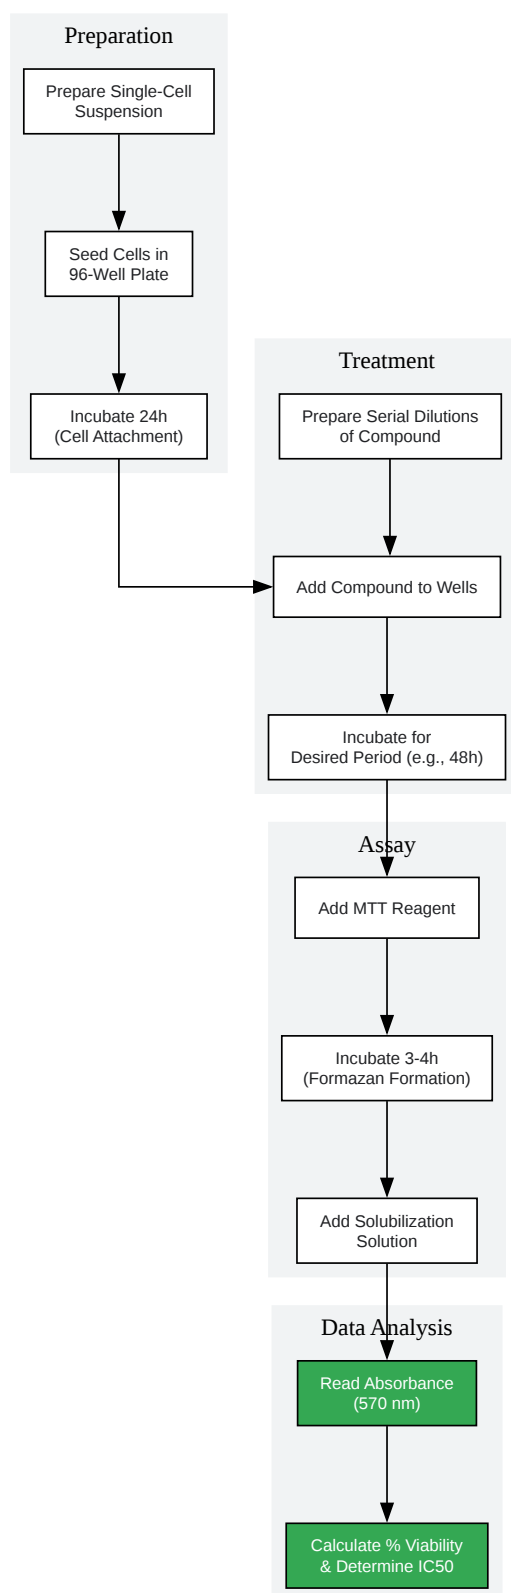 Preparation
Prepare Single-Cell
Suspension
Seed Cells in
96-Well Plate
Incubate 24h
(Cell Attachment)
Treatment
Prepare Serial Dilutions
of Compound
Add Compound to Wells
Incubate for
Desired Period (e.g., 48h)
Assay
Add MTT Reagent
Incubate 3-4h
(Formazan Formation)
Add Solubilization
Solution
Data Analysis
Read Absorbance
(570 nm)
Calculate % Viability
& Determine IC50